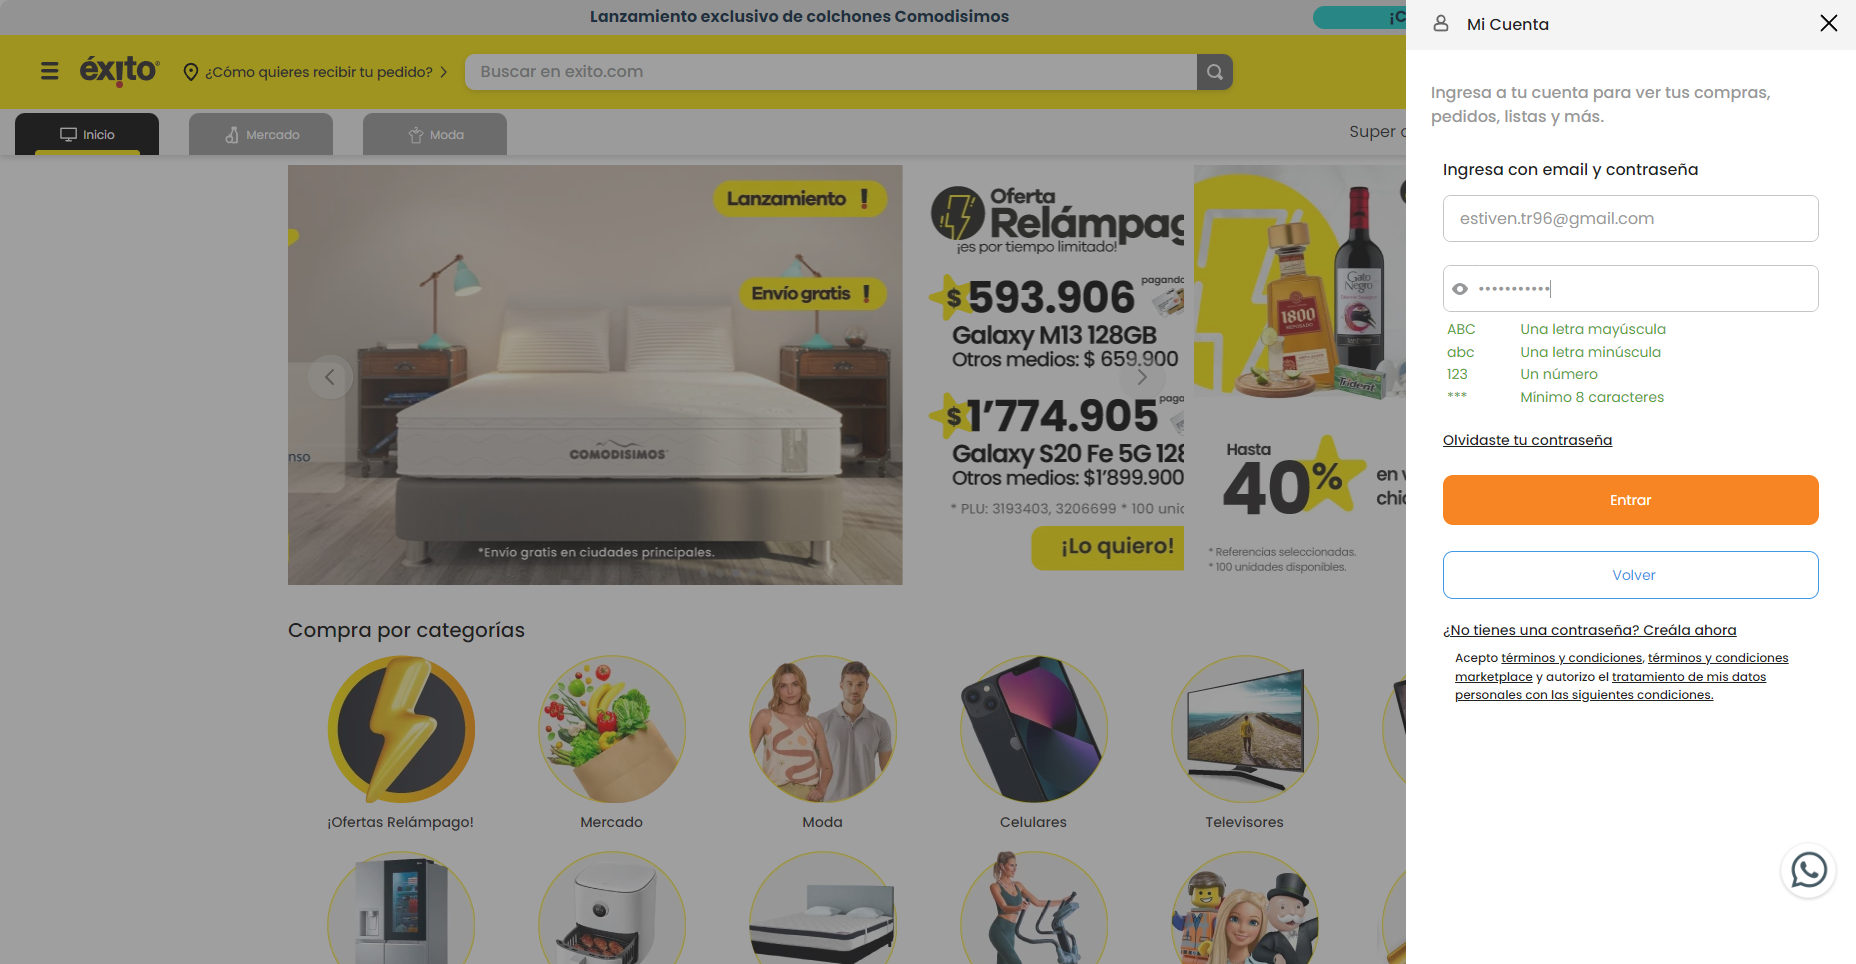 Lanzamiento exclusivo de colchones Comodisimos
¡C
éxito
¿Cómo quieres recibir tu pedido?
Buscar en exito.com
Inicio
Mercado
Moda
Super
Lanzamiento !
Envío gratis !
nso
COMODISIMOS
*Envío gratis en ciudades principales.
Oferta
Relámpag
¡es por tiempo limitado!
pagando
$593.906
Galaxy M13 128GB
Otros medios: $ 659.900
paga
$1’774.905
Galaxy S20 Fe 5G 128
Otros medios: $1’899.900
* PLU: 3193403, 3206699 * 100 unid
¡Lo quiero!
1800
Gato
Negro
Trident
Hasta
40%
en v
chic
* Referencias seleccionadas.
* 100 unidades disponibles.
Compra por categorías
¡Ofertas Relámpago!
Mercado
Moda
Celulares
Televisores
Mi Cuenta
Ingresa a tu cuenta para ver tus compras,
pedidos, listas y más.
Ingresa con email y contraseña
estiven.tr96@gmail.com
•••••••••••
ABC Una letra mayúscula
abc Una letra minúscula
123 Un número
*** Mínimo 8 caracteres
Olvidaste tu contraseña
Entrar
Volver
¿No tienes una contraseña? Creála ahora
Acepto términos y condiciones, términos y condiciones
marketplace y autorizo el tratamiento de mis datos
personales con las siguientes condiciones.